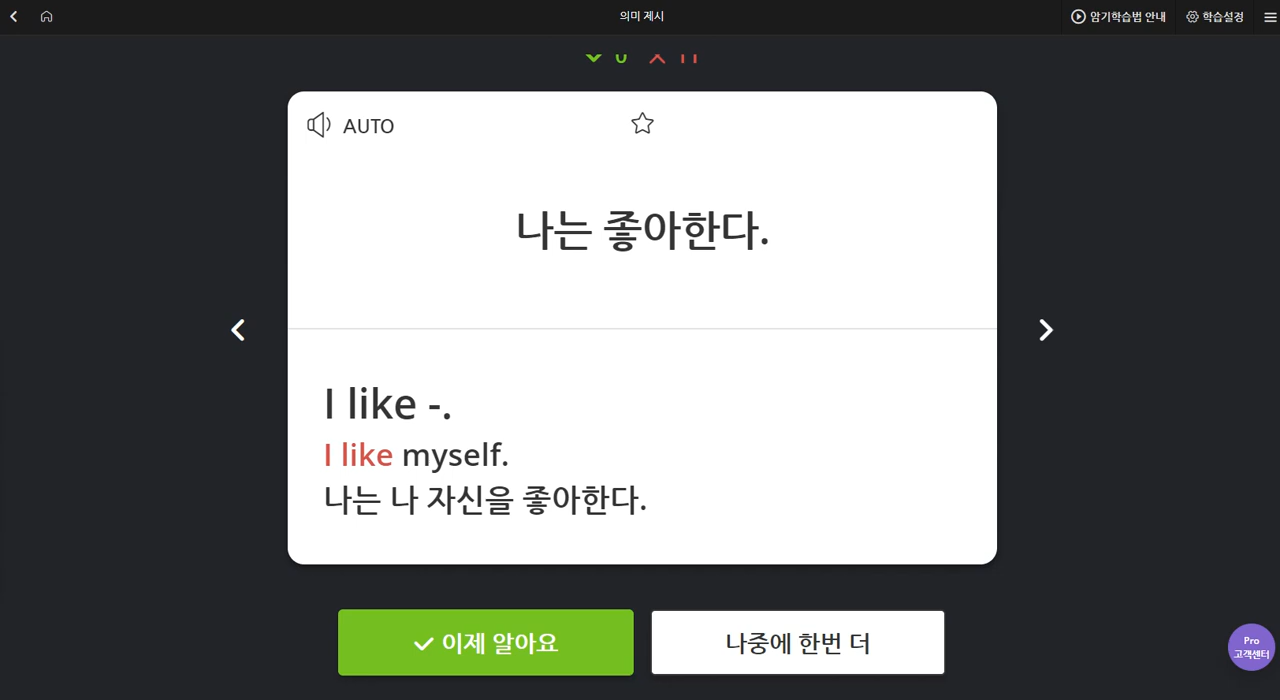 의미 제시
암기학습법 안내
학습설정
AUTO
나는 좋아한다.
I like -.
I like myself.
나는 나 자신을 좋아한다.
이제 알아요
나중에 한번 더
Pro
고객센터